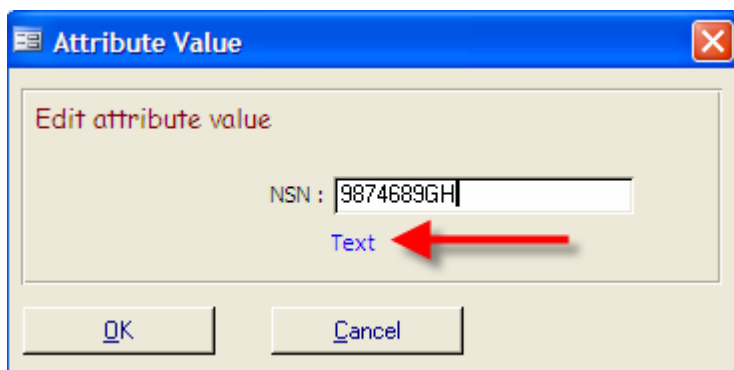 Attribute Value
Edit attribute value
NSN : 9874689GH
Text
OK Cancel